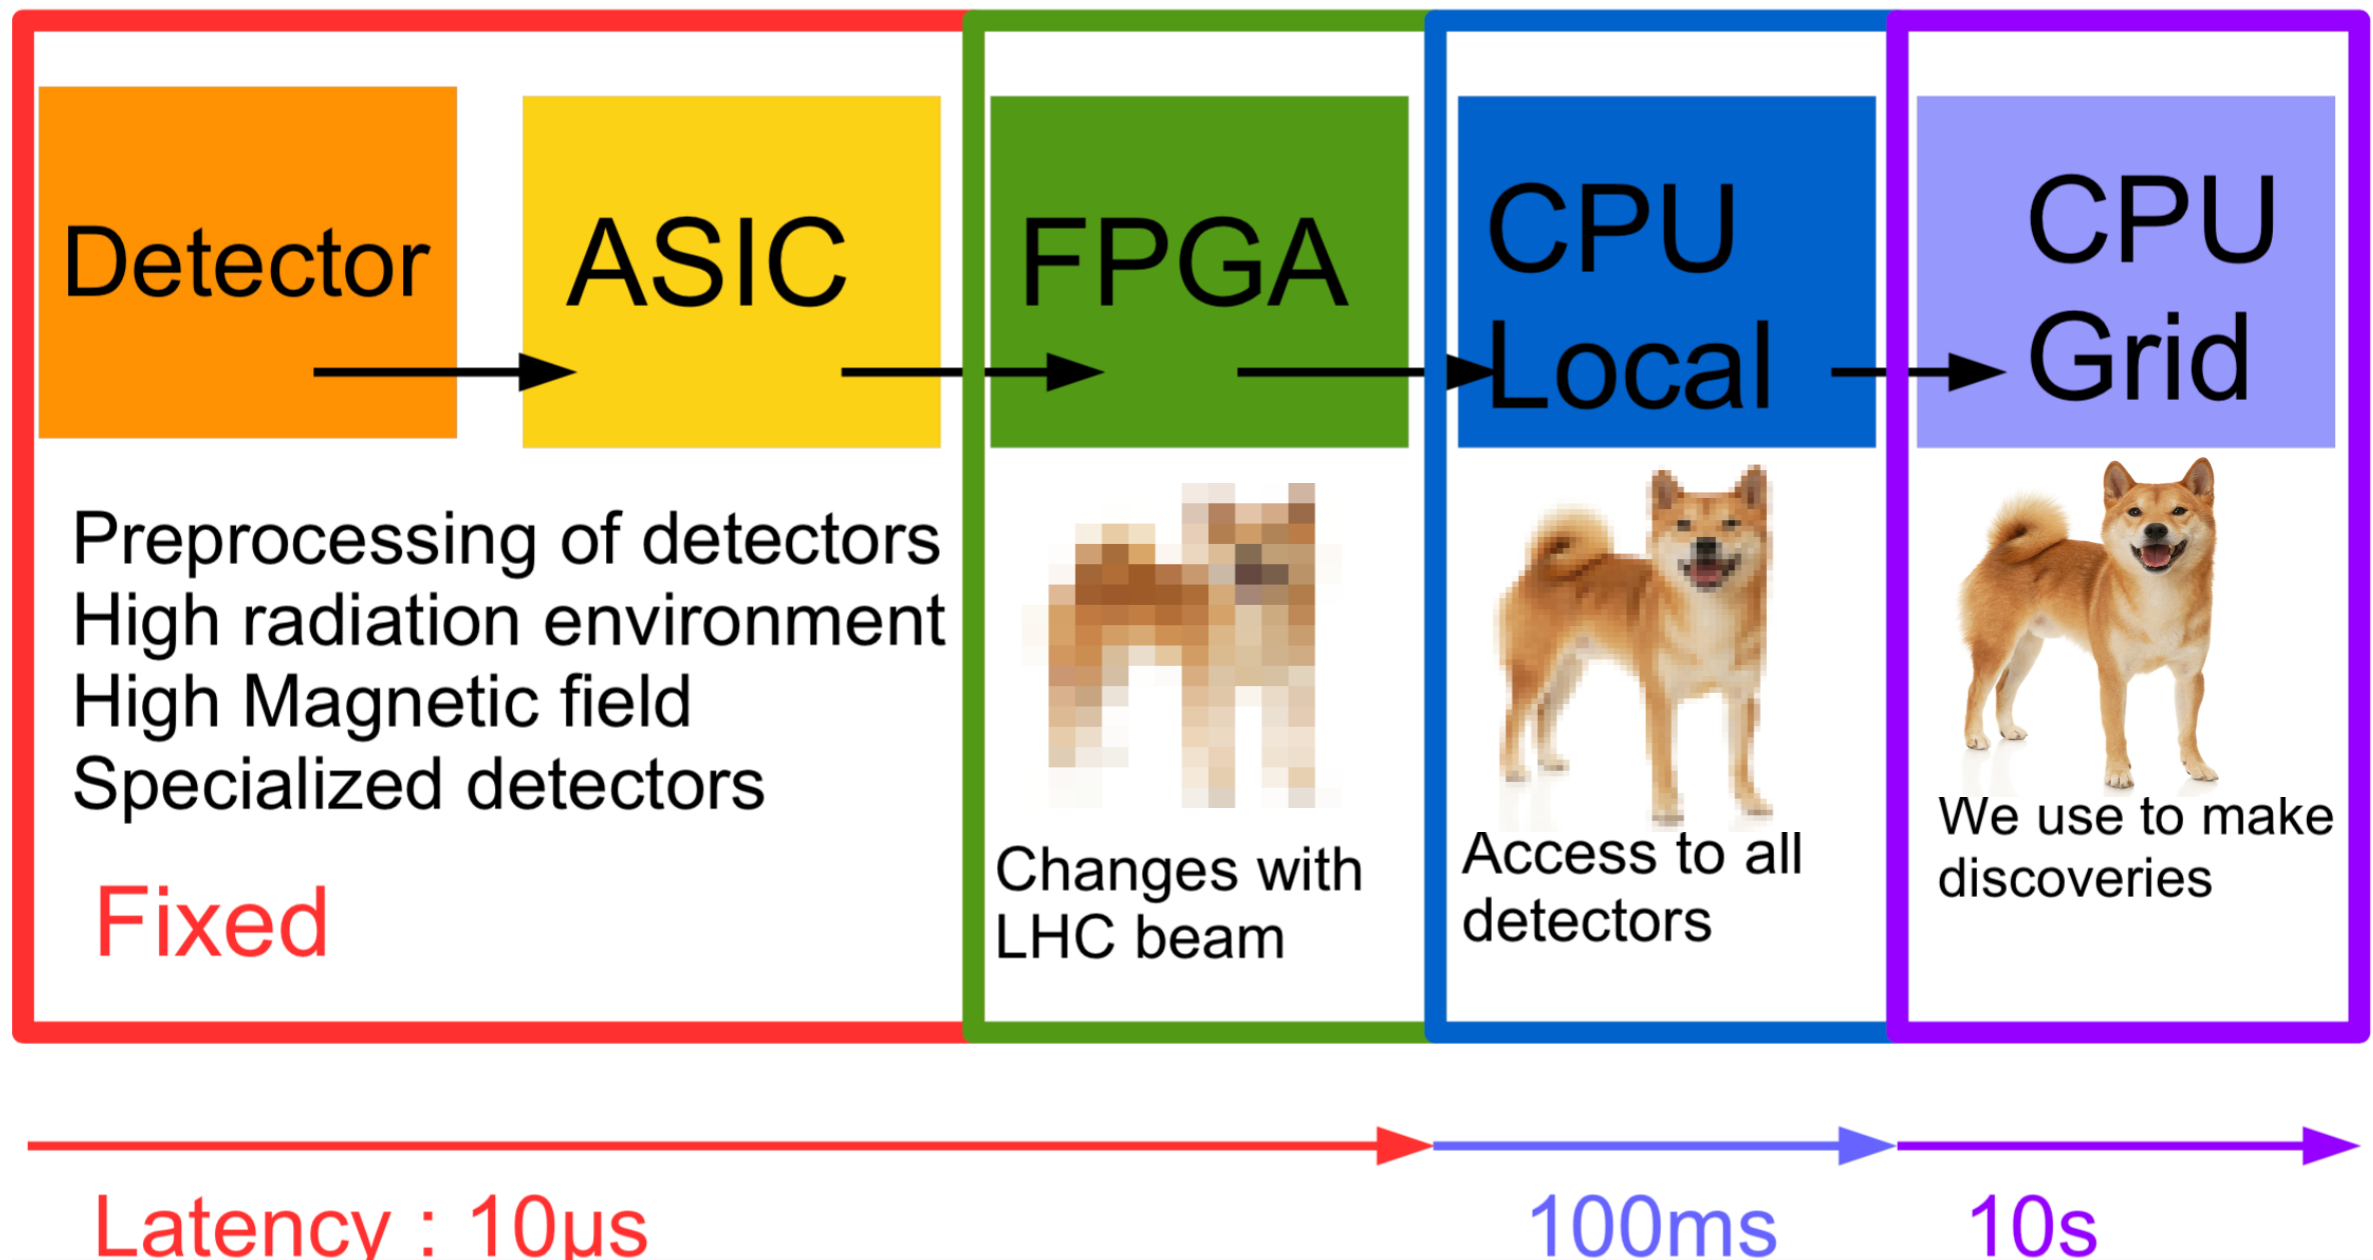 Detector
ASIC
FPGA
CPU
Local
CPU
Grid
Preprocessing of detectors
High radiation environment
High Magnetic field
Specialized detectors
Fixed
Changes with
LHC beam
Access to all
detectors
We use to make
discoveries
Latency : 10µs
100ms
10s